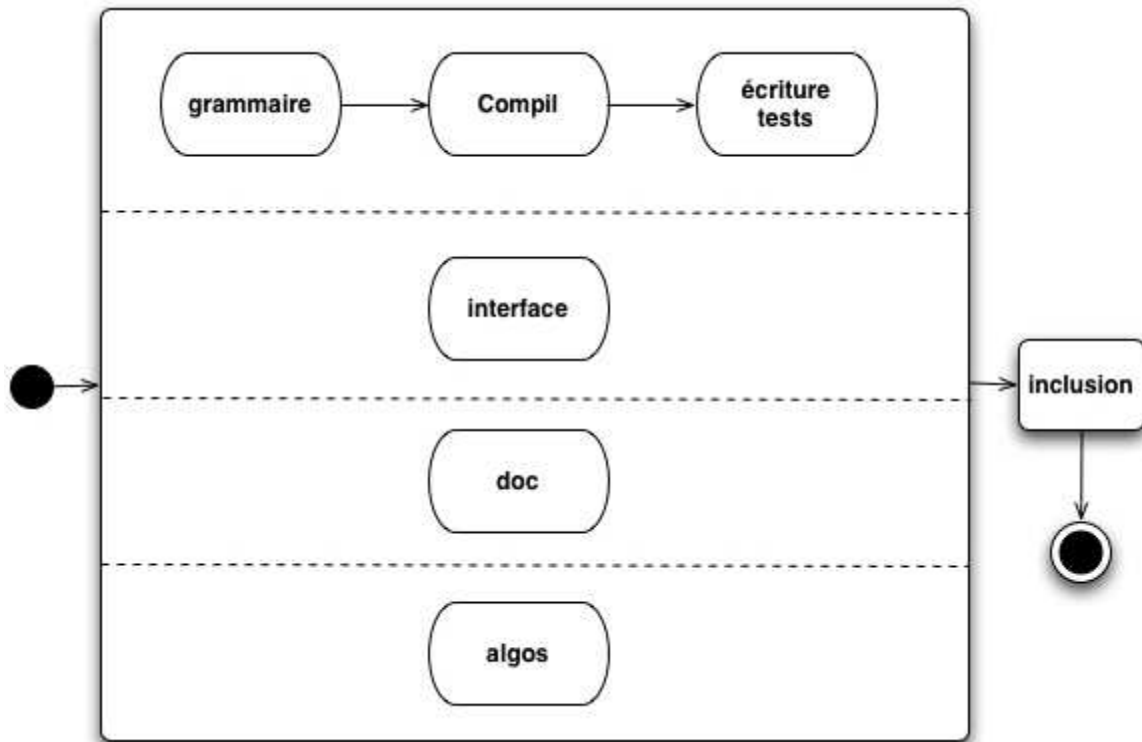 grammaire
Compil
écriture
tests
interface
inclusion
doc
algos